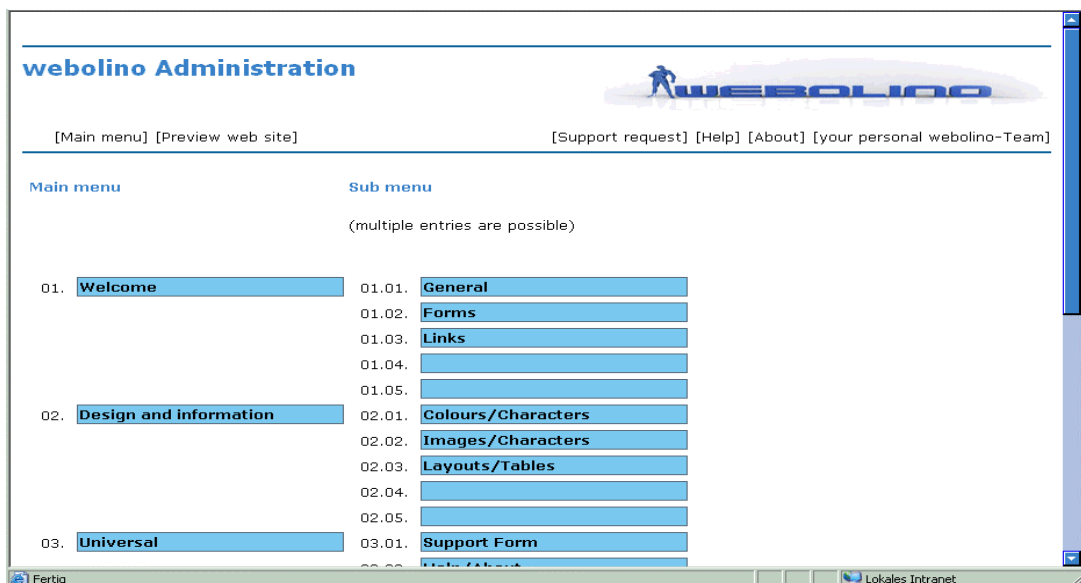 webolino Administration
WEBOLINO
[Main menu] [Preview web site] [Support request] [Help] [About] [your personal webolino-Team]
Main menu Sub menu
(multiple entries are possible)
01. Welcome 01.01. General
01.02. Forms
01.03. Links
01.04.
01.05.
02. Design and information 02.01. Colours/Characters
02.02. Images/Characters
02.03. Layouts/Tables
02.04.
02.05.
03. Universal 03.01. Support Form
Fertig Lokales Intranet